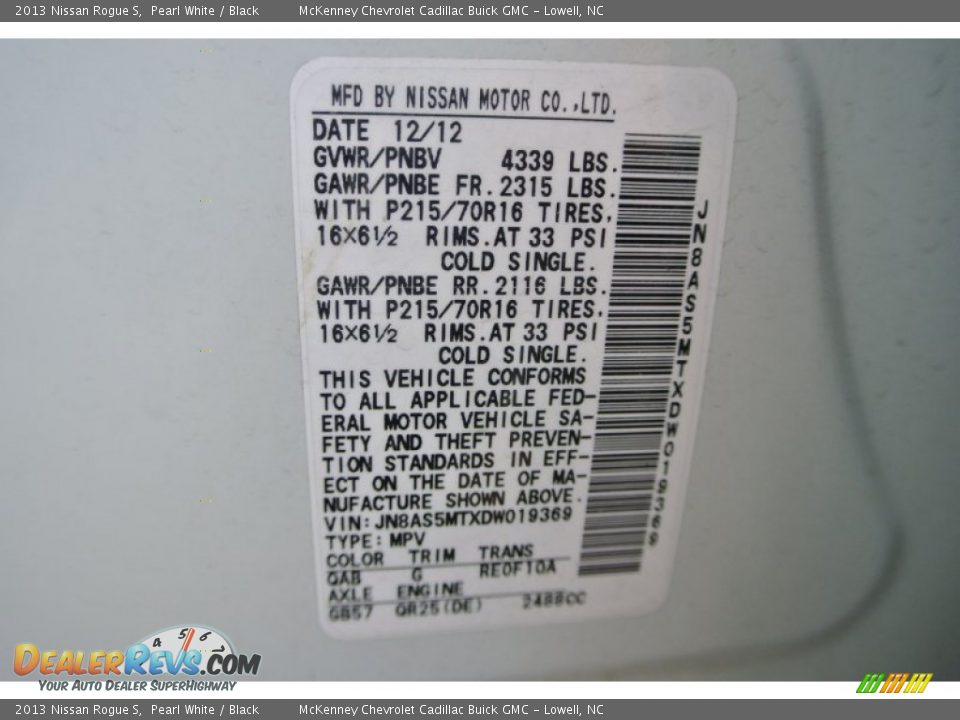 2013 Nissan Rogue S, Pearl White / Black McKenney Chevrolet Cadillac Buick GMC - Lowell, NC
MFD BY NISSAN MOTOR CO.,LTD.
DATE 12/12
GVWR/PNBV 4339 LBS.
GAWR/PNBE FR.2315 LBS.
WITH P215/70R16 TIRES.
16×6½ RIMS.AT 33 PSI
COLD SINGLE.
GAWR/PNBE RR.2116 LBS.
WITH P215/70R16 TIRES.
16×6½ RIMS.AT 33 PSI
COLD SINGLE.
THIS VEHICLE CONFORMS
TO ALL APPLICABLE FED-
ERAL MOTOR VEHICLE SA-
FETY AND THEFT PREVEN-
TION STANDARDS IN EFF-
ECT ON THE DATE OF MA-
NUFACTURE SHOWN ABOVE.
VIN:JN8AS5MTXDW019369
TYPE:MPV
COLOR TRIM TRANS
QAB G RE0F10A
AXLE ENGINE
GB57 QR25(DE) 2488CC
JN8AS5MTXDW019369
4 5 6 7
DEALERREVS.COM
YOUR AUTO DEALER SUPERHIGHWAY
2013 Nissan Rogue S, Pearl White / Black McKenney Chevrolet Cadillac Buick GMC - Lowell, NC